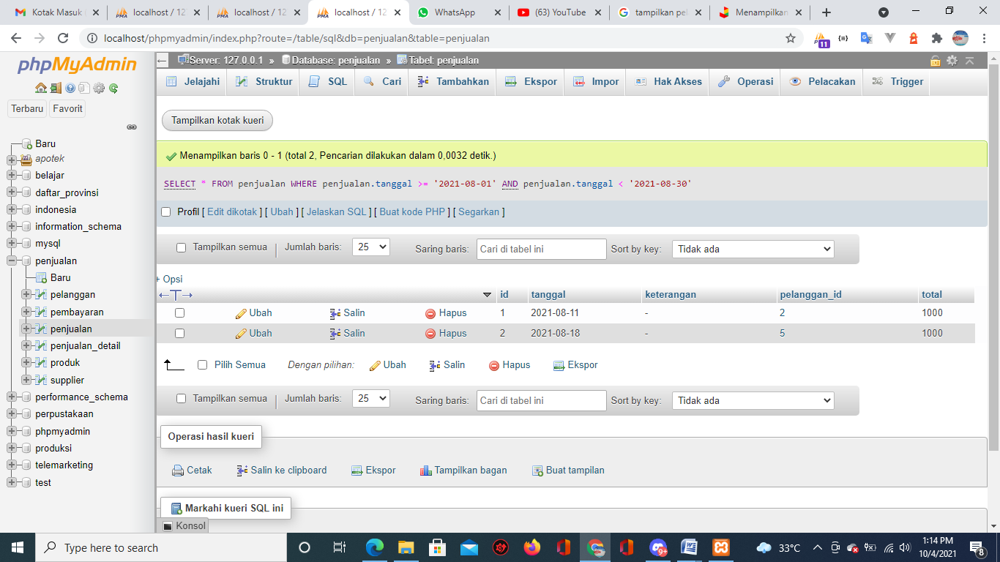 Kotak Masuk (
localhost / 12
localhost / 12
localhost / 12
WhatsApp
(63) YouTube
tampilkan pel
Menampilkan
localhost/phpmyadmin/index.php?route=/table/sql&db=penjualan&table=penjualan
11
phpMyAdmin
Terbaru
Favorit
Baru
apotek
belajar
daftar_provinsi
indonesia
information_schema
mysql
penjualan
Baru
pelanggan
pembayaran
penjualan
penjualan_detail
produk
supplier
performance_schema
perpustakaan
phpmyadmin
produksi
telemarketing
test
Server: 127.0.0.1 » Database: penjualan » Tabel: penjualan
Jelajahi Struktur SQL Cari Tambahkan Ekspor Impor Hak Akses Operasi Pelacakan Trigger
Tampilkan kotak kueri
Menampilkan baris 0 - 1 (total 2, Pencarian dilakukan dalam 0,0032 detik.)
SELECT * FROM penjualan WHERE penjualan.tanggal >= '2021-08-01' AND penjualan.tanggal < '2021-08-30'
Profil [ Edit dikotak ] [ Ubah ] [ Jelaskan SQL ] [ Buat kode PHP ] [ Segarkan ]
Tampilkan semua | Jumlah baris: 25 Saring baris: Cari di tabel ini Sort by key: Tidak ada
+ Opsi
←T→ id tanggal keterangan pelanggan_id total
Ubah Salin Hapus 1 2021-08-11 - 2 1000
Ubah Salin Hapus 2 2021-08-18 - 5 1000
Pilih Semua Dengan pilihan: Ubah Salin Hapus Ekspor
Tampilkan semua | Jumlah baris: 25 Saring baris: Cari di tabel ini Sort by key: Tidak ada
Operasi hasil kueri
Cetak Salin ke clipboard Ekspor Tampilkan bagan Buat tampilan
Markahi kueri SQL ini
Konsol
Type here to search
9+
33°C
1:14 PM
10/4/2021
8